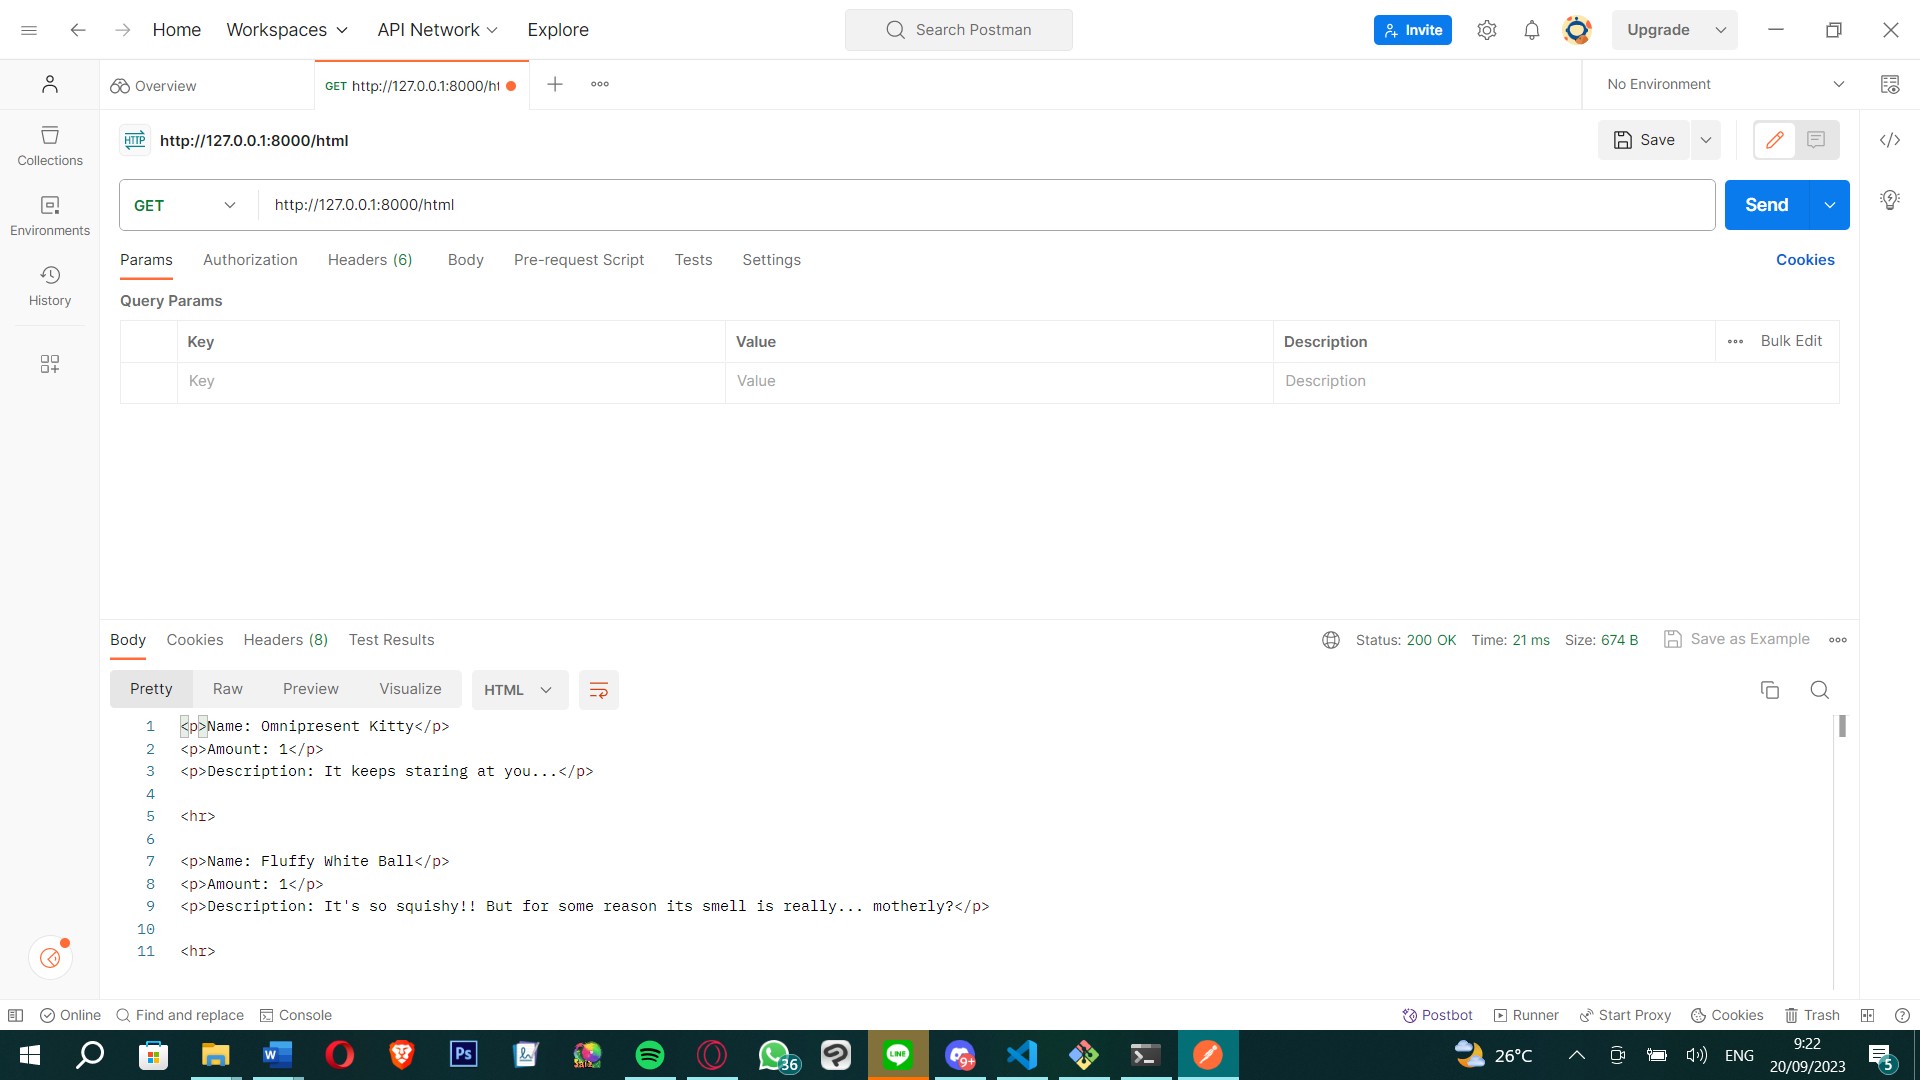 Home Workspaces API Network Explore Search Postman Invite Upgrade
Overview GET http://127.0.0.1:8000/ht No Environment
HTTP http://127.0.0.1:8000/html Save
Collections
Environments
History
GET http://127.0.0.1:8000/html Send
Params Authorization Headers (6) Body Pre-request Script Tests Settings Cookies
Query Params
Key Value Description Bulk Edit
Key Value Description
Body Cookies Headers (8) Test Results Status: 200 OK Time: 21 ms Size: 674 B Save as Example
Pretty Raw Preview Visualize HTML
1 <p>Name: Omnipresent Kitty</p>
2 <p>Amount: 1</p>
3 <p>Description: It keeps staring at you...</p>
4
5 <hr>
6
7 <p>Name: Fluffy White Ball</p>
8 <p>Amount: 1</p>
9 <p>Description: It's so squishy!! But for some reason its smell is really... motherly?</p>
10
11 <hr>
Online Find and replace Console Postbot Runner Start Proxy Cookies Trash
W Ps 36 LINE 9+ 26°C ENG 9:22
20/09/2023 5